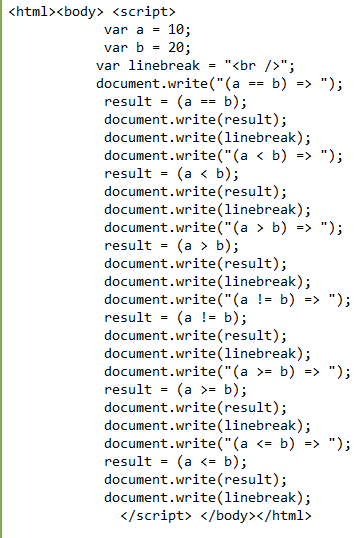 <html><body> <script>
var a = 10;
var b = 20;
var linebreak = "<br />";
document.write("(a == b) => ");
result = (a == b);
document.write(result);
document.write(linebreak);
document.write("(a < b) => ");
result = (a < b);
document.write(result);
document.write(linebreak);
document.write("(a > b) => ");
result = (a > b);
document.write(result);
document.write(linebreak);
document.write("(a != b) => ");
result = (a != b);
document.write(result);
document.write(linebreak);
document.write("(a >= b) => ");
result = (a >= b);
document.write(result);
document.write(linebreak);
document.write("(a <= b) => ");
result = (a <= b);
document.write(result);
document.write(linebreak);
</script> </body></html>